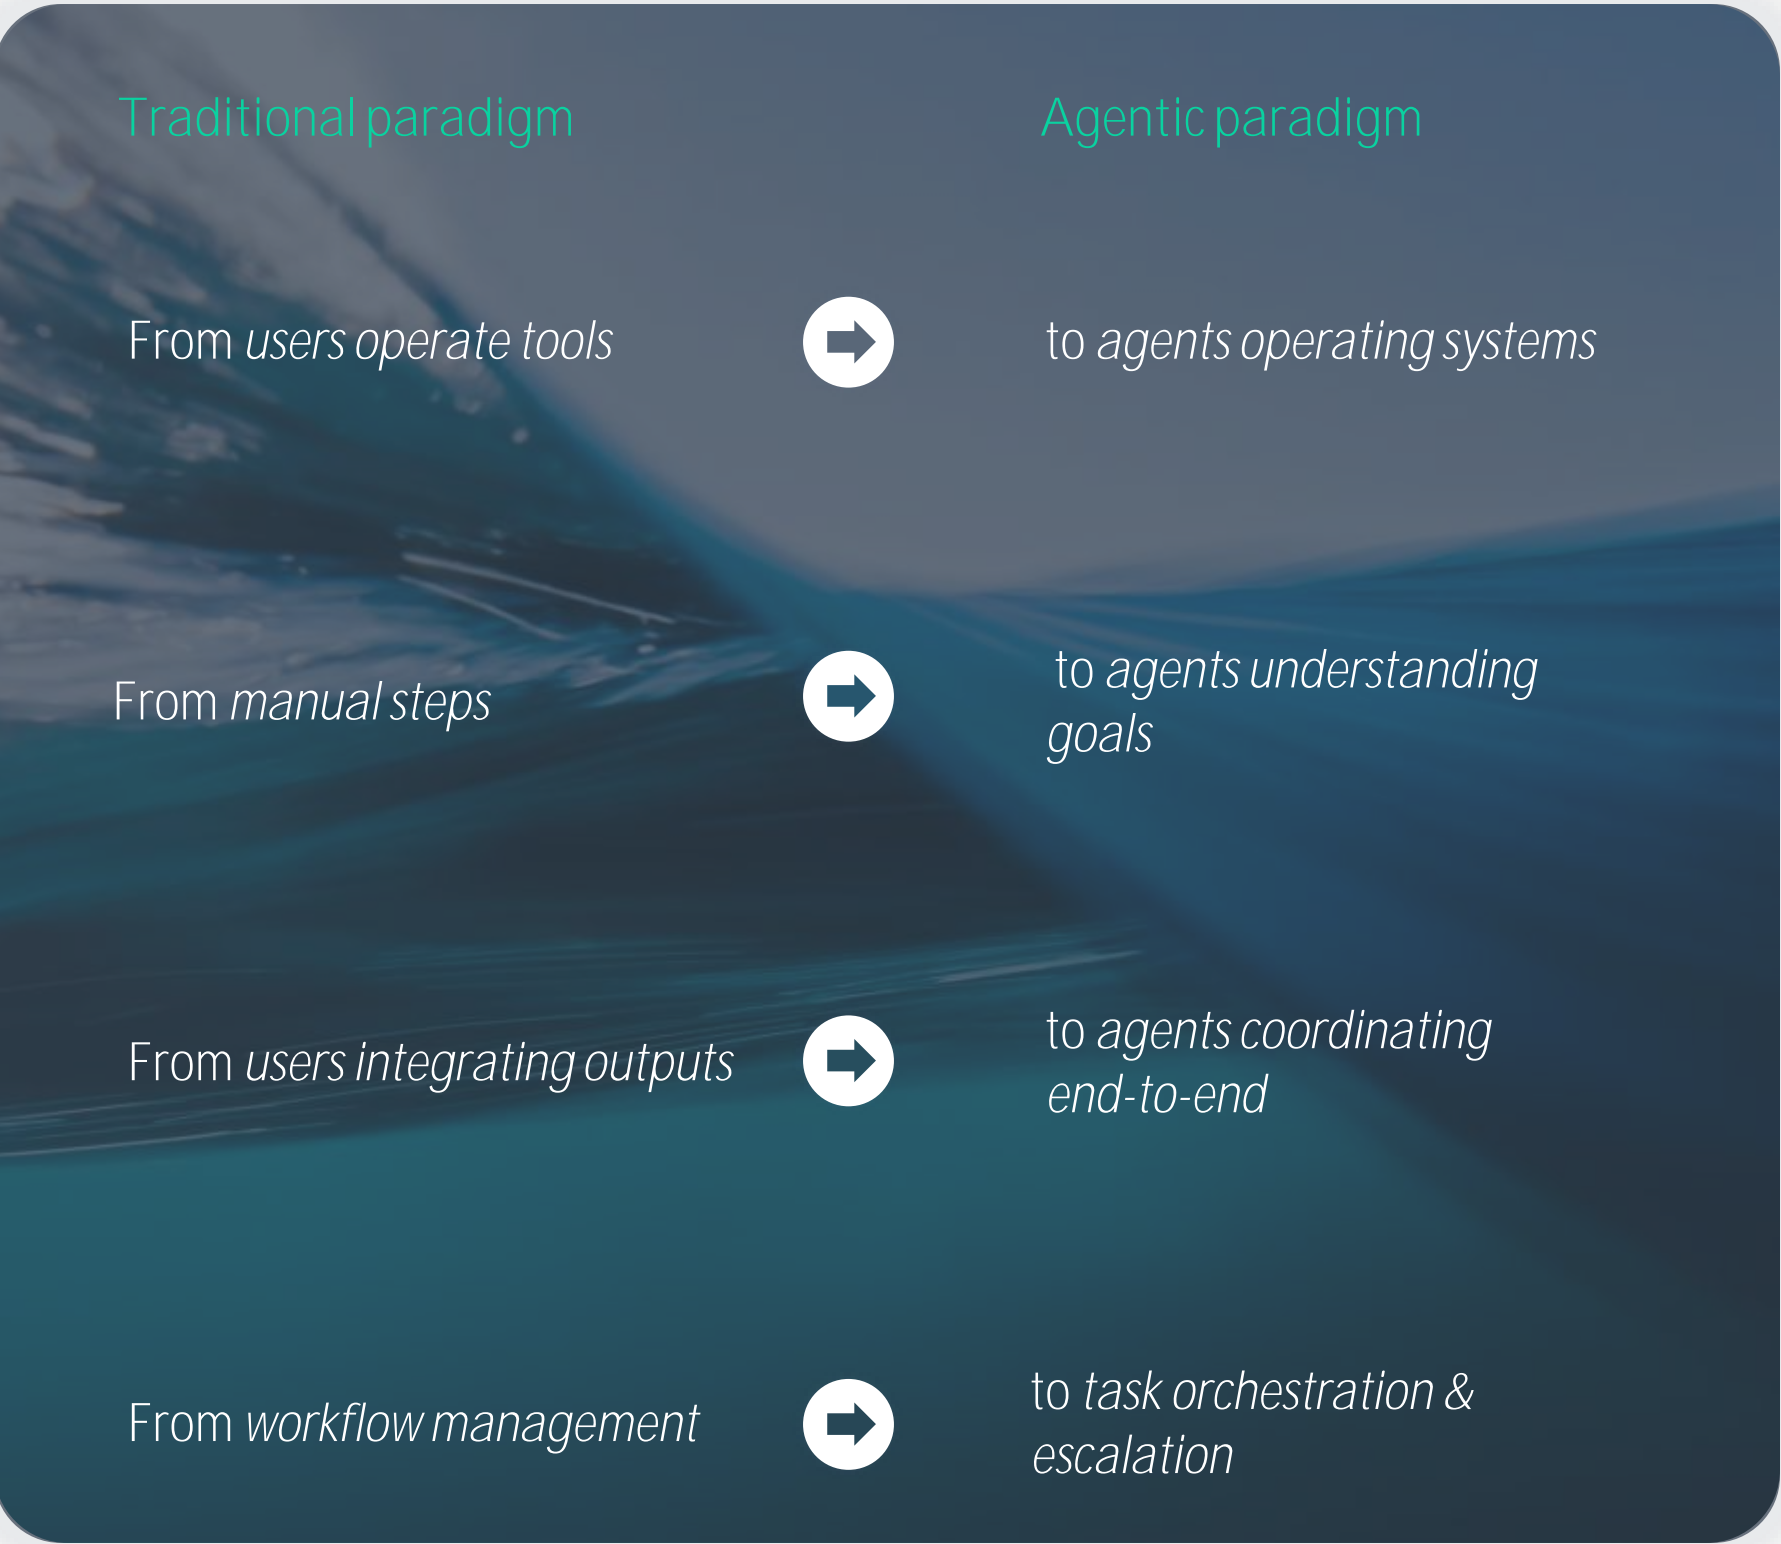 Traditional paradigm
Agentic paradigm
From users operate tools
to agents operating systems
From manual steps
to agents understanding
goals
From users integrating outputs
to agents coordinating
end-to-end
From workflow management
to task orchestration &
escalation